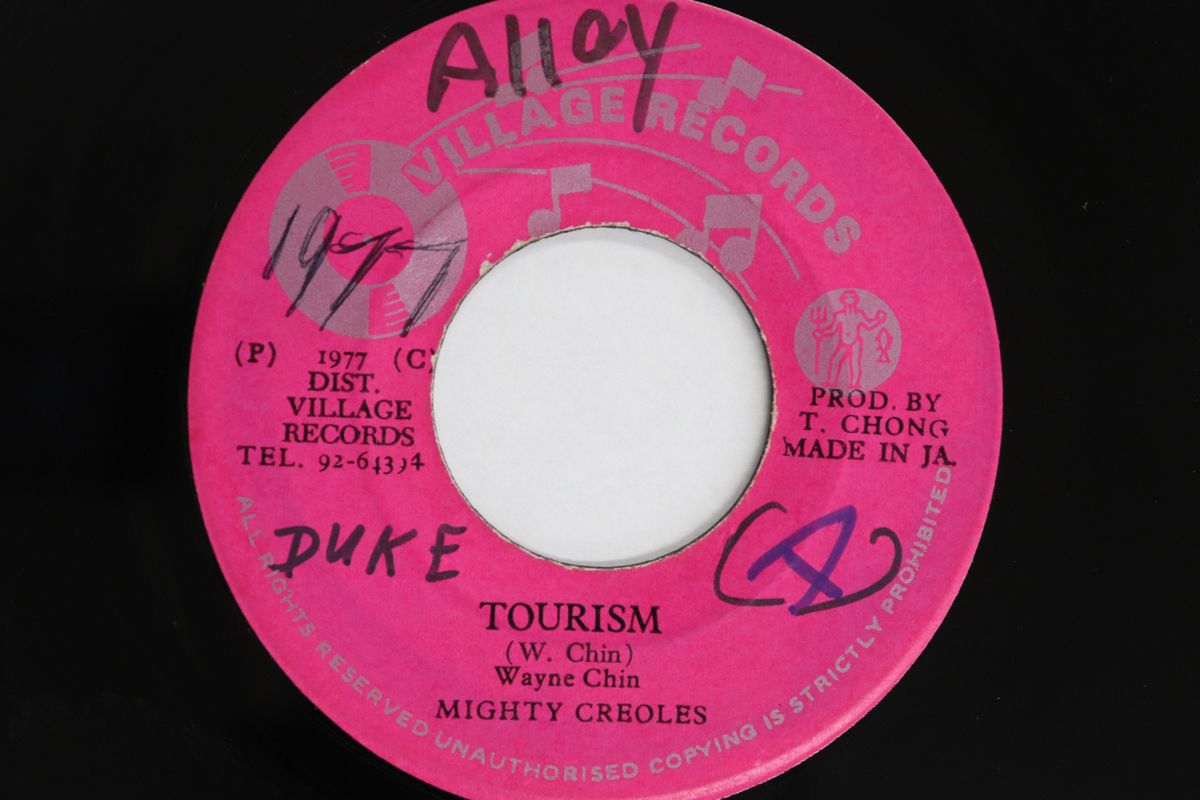 Alloy
VILLAGE RECORDS
1977
(P) 1977 (C)
DIST.
VILLAGE
RECORDS
TEL. 92-64394
PROD. BY
T. CHONG
MADE IN JA.
DUKE
(A)
TOURISM
(W. Chin)
Wayne Chin
MIGHTY CREOLES
ALL RIGHTS RESERVED UNAUTHORISED COPYING IS STRICTLY PROHIBITED